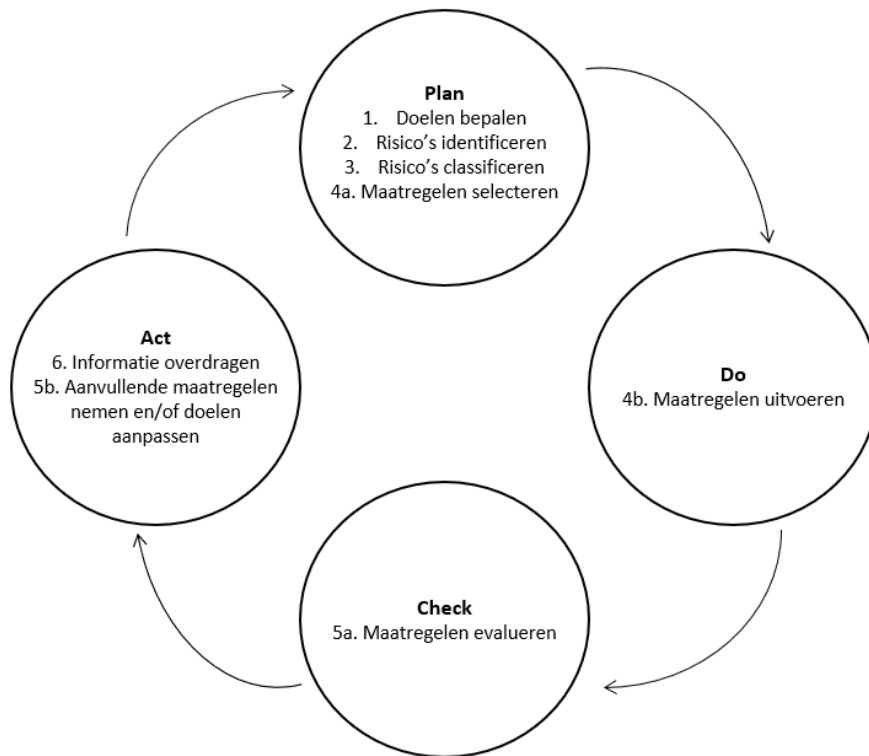 Plan
1. Doelen bepalen
2. Risico’s identificeren
3. Risico’s classificeren
4a. Maatregelen selecteren
Do
4b. Maatregelen uitvoeren
Check
5a. Maatregelen evalueren
Act
6. Informatie overdragen
5b. Aanvullende maatregelen
nemen en/of doelen
aanpassen